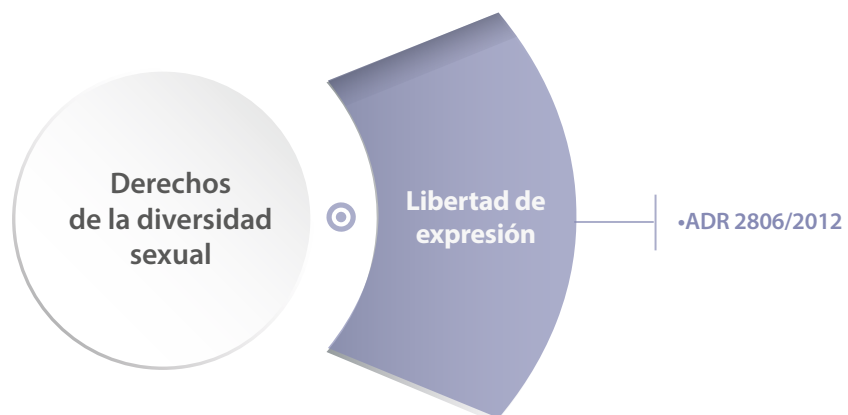 Derechos
de la diversidad
sexual
Libertad de
expresión
•ADR 2806/2012